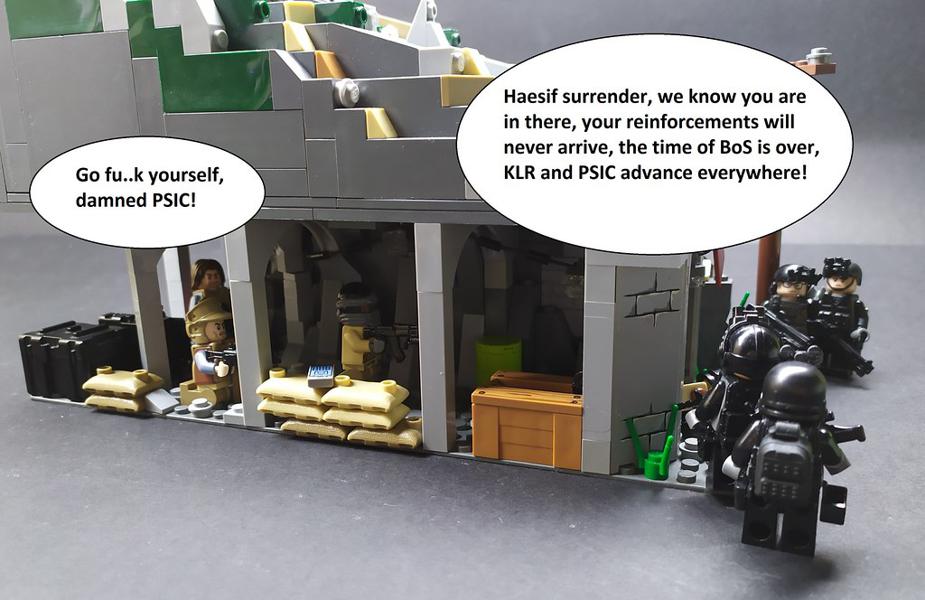 Go fu..k yourself,
damned PSIC!
Haesif surrender, we know you are
in there, your reinforcements will
never arrive, the time of BoS is over,
KLR and PSIC advance everywhere!